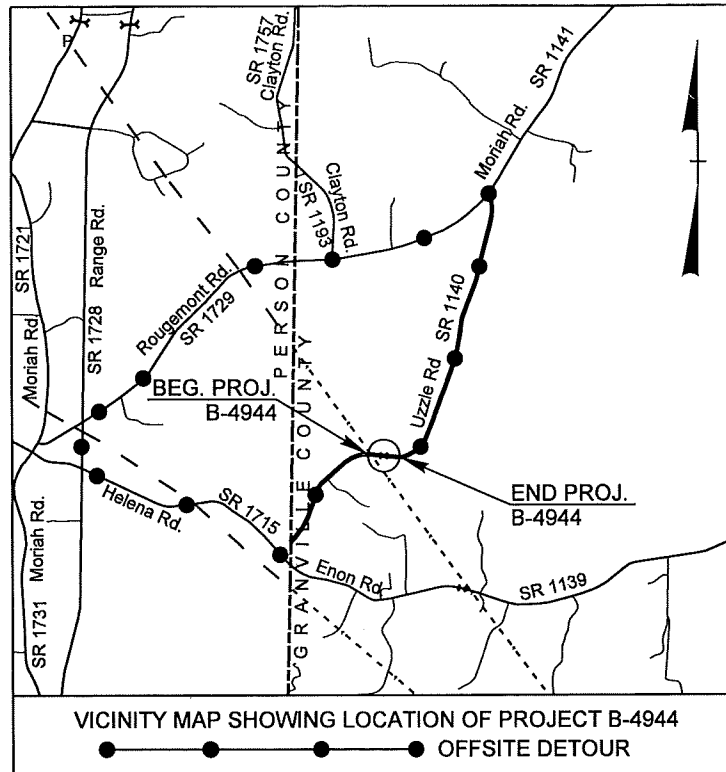 P
SR 1757
Clayton Rd.
SR 1141
Moriah Rd.
Clayton Rd.
SR 1193
PERSON COUNTY
GRANVILLE COUNTY
SR 1721
Moriah Rd.
Range Rd.
SR 1728
Rougemont Rd.
SR 1729
SR 1140
Uzzle Rd
BEG. PROJ.
B-4944
END PROJ.
B-4944
Helena Rd.
SR 1715
Moriah Rd.
SR 1731
Enon Rd.
SR 1139
VICINITY MAP SHOWING LOCATION OF PROJECT B-4944
OFFSITE DETOUR